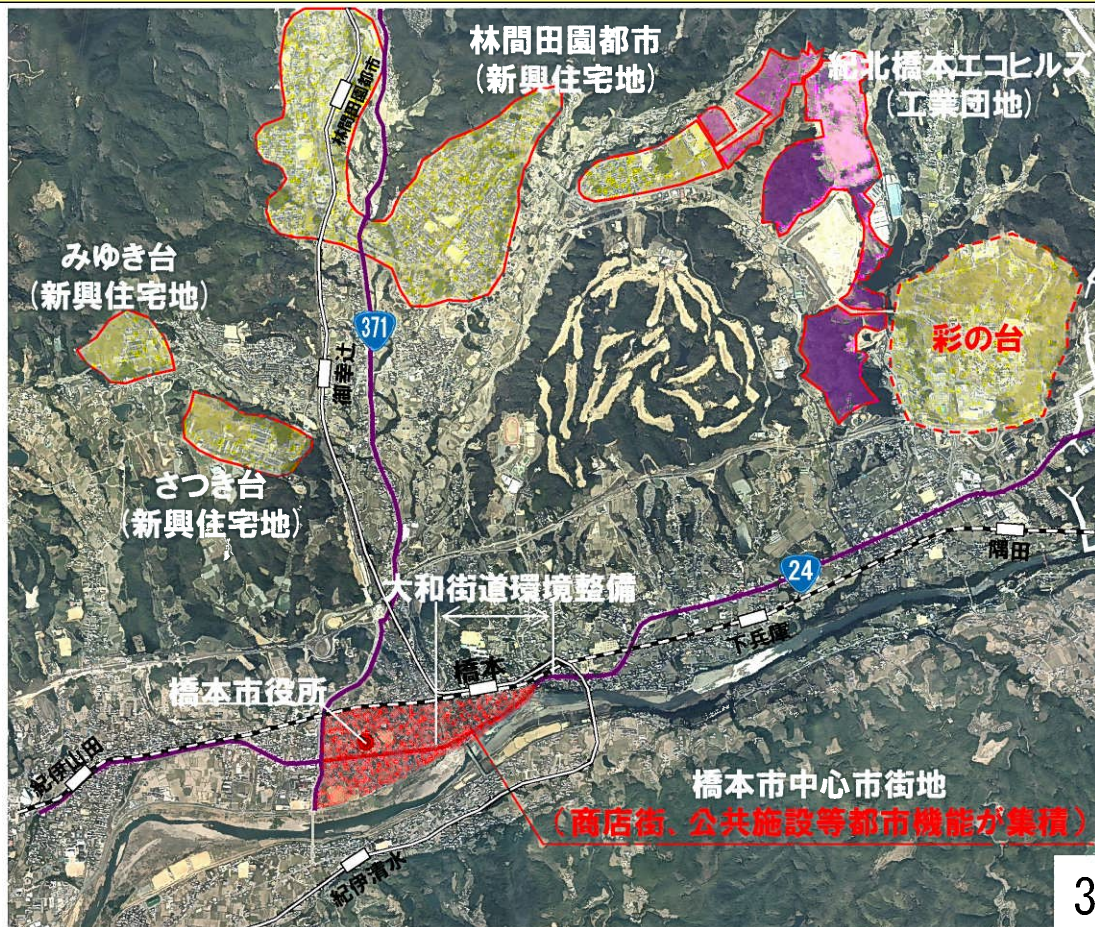 林間田園都市
(新興住宅地)
紀北橋本エコヒルズ
(工業団地)
林間田園都市
みゆき台
(新興住宅地)
371
御幸辻
彩の台
さつき台
(新興住宅地)
24
隅田
大和街道環境整備
下兵庫
橋本
橋本市役所
紀伊山田
橋本市中心市街地
(商店街、公共施設等都市機能が集積)
紀伊清水
3